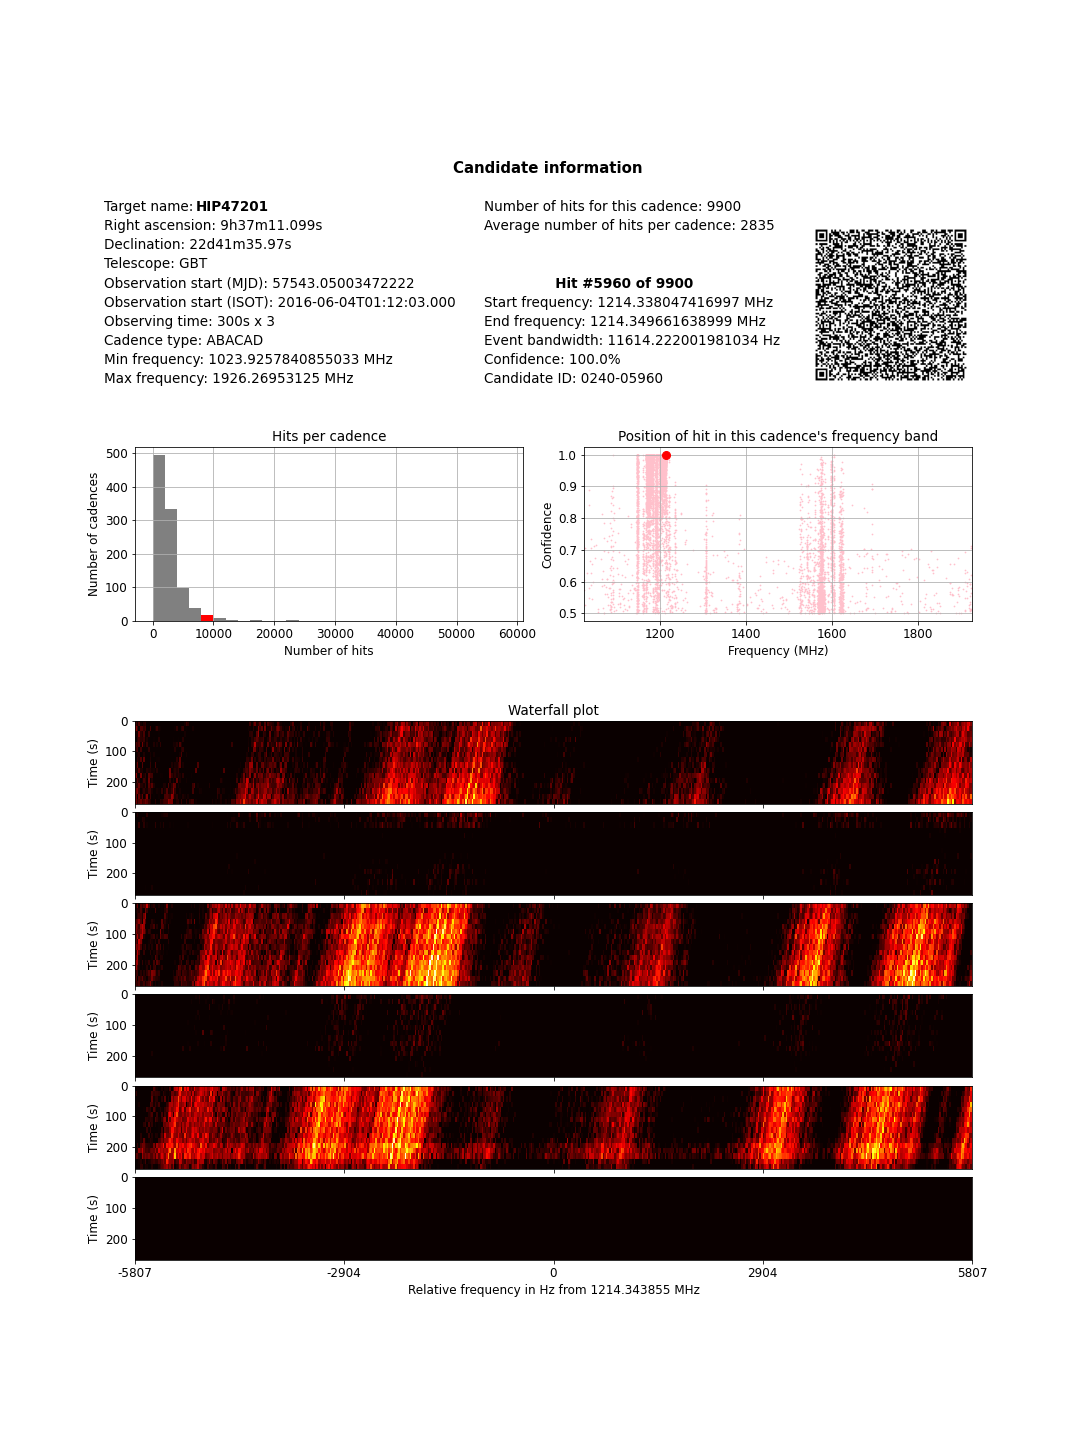 Candidate information
Target name: HIP47201
Right ascension: 9h37m11.099s
Declination: 22d41m35.97s
Telescope: GBT
Observation start (MJD): 57543.05003472222
Observation start (ISOT): 2016-06-04T01:12:03.000
Observing time: 300s x 3
Cadence type: ABACAD
Min frequency: 1023.9257840855033 MHz
Max frequency: 1926.26953125 MHz
Number of hits for this cadence: 9900
Average number of hits per cadence: 2835
Hit #5960 of 9900
Start frequency: 1214.338047416997 MHz
End frequency: 1214.349661638999 MHz
Event bandwidth: 11614.222001981034 Hz
Confidence: 100.0%
Candidate ID: 0240-05960
Hits per cadence
Number of cadences
500
400
300
200
100
0
0 10000 20000 30000 40000 50000 60000
Number of hits
Position of hit in this cadence's frequency band
Confidence
1.0
0.9
0.8
0.7
0.6
0.5
1200 1400 1600 1800
Frequency (MHz)
Waterfall plot
Time (s)
0
100
200
Time (s)
0
100
200
Time (s)
0
100
200
Time (s)
0
100
200
Time (s)
0
100
200
Time (s)
0
100
200
-5807 -2904 0 2904 5807
Relative frequency in Hz from 1214.343855 MHz